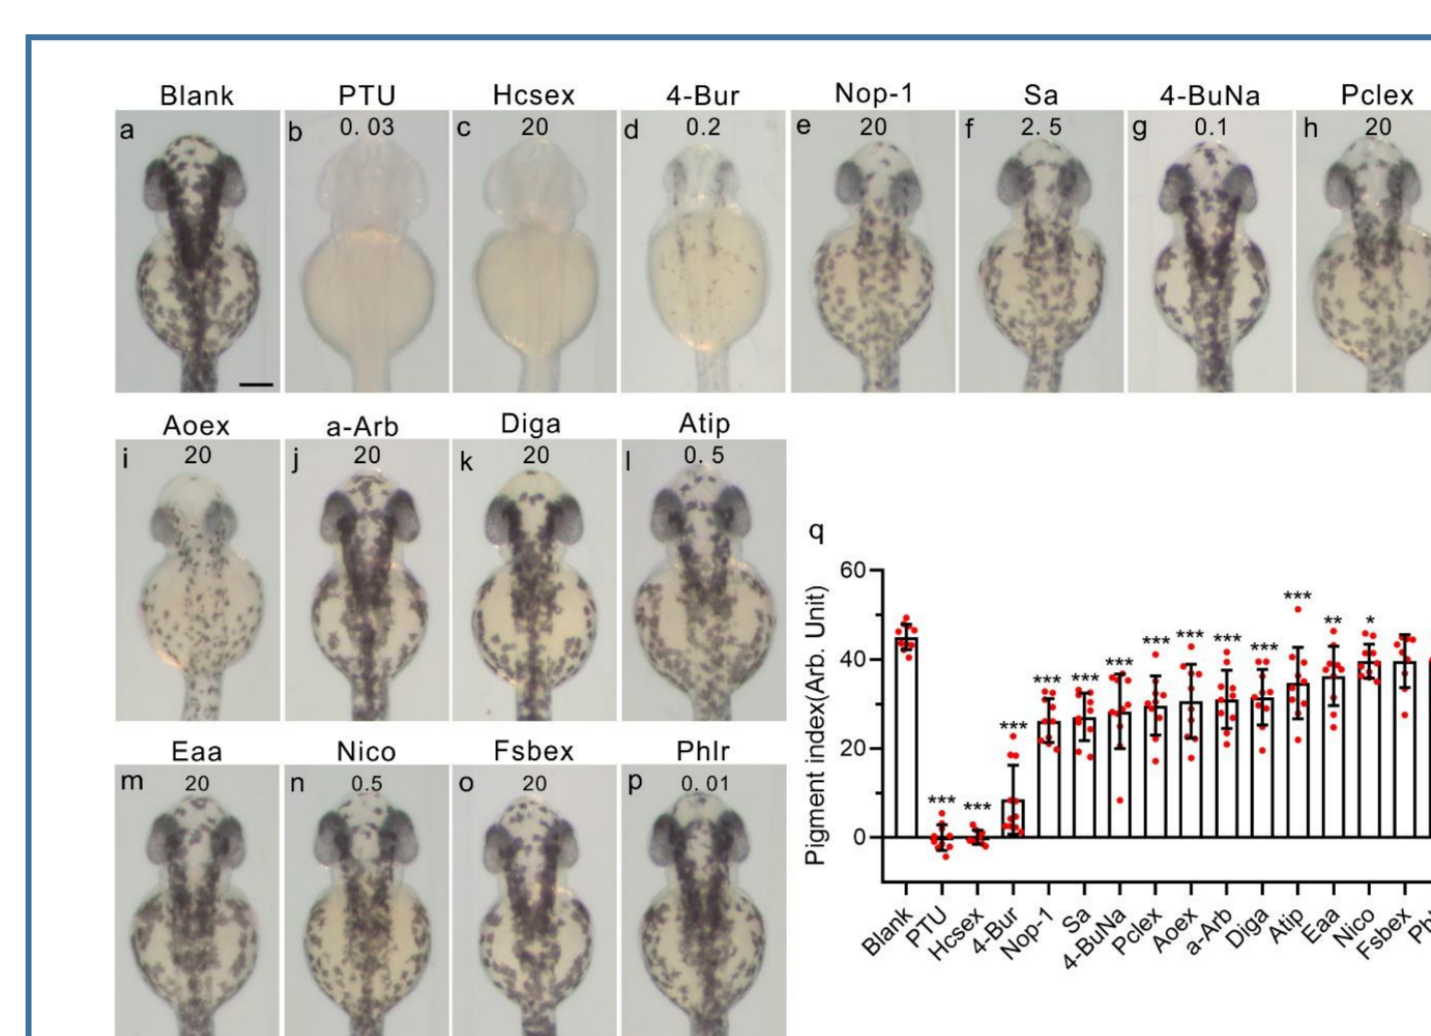 Blank PTU Hcsex 4-Bur Nop-1 Sa 4-BuNa Pclex
a b 0.03 c 20 d 0.2 e 20 f 2.5 g 0.1 h 20
Aoex a-Arb Diga Atip
i 20 j 20 k 20 l 0.5
q
60
40
20
0
Pigment index(Arb. Unit)
*** *** *** *** *** *** *** *** *** *** *** ** *
Blank PTU Hcsex 4-Bur Nop-1 Sa 4-BuNa Pclex Aoex a-Arb Diga Atip Eaa Nico Fsbex
Eaa Nico Fsbex Phlr
m 20 n 0.5 o 20 p 0.01